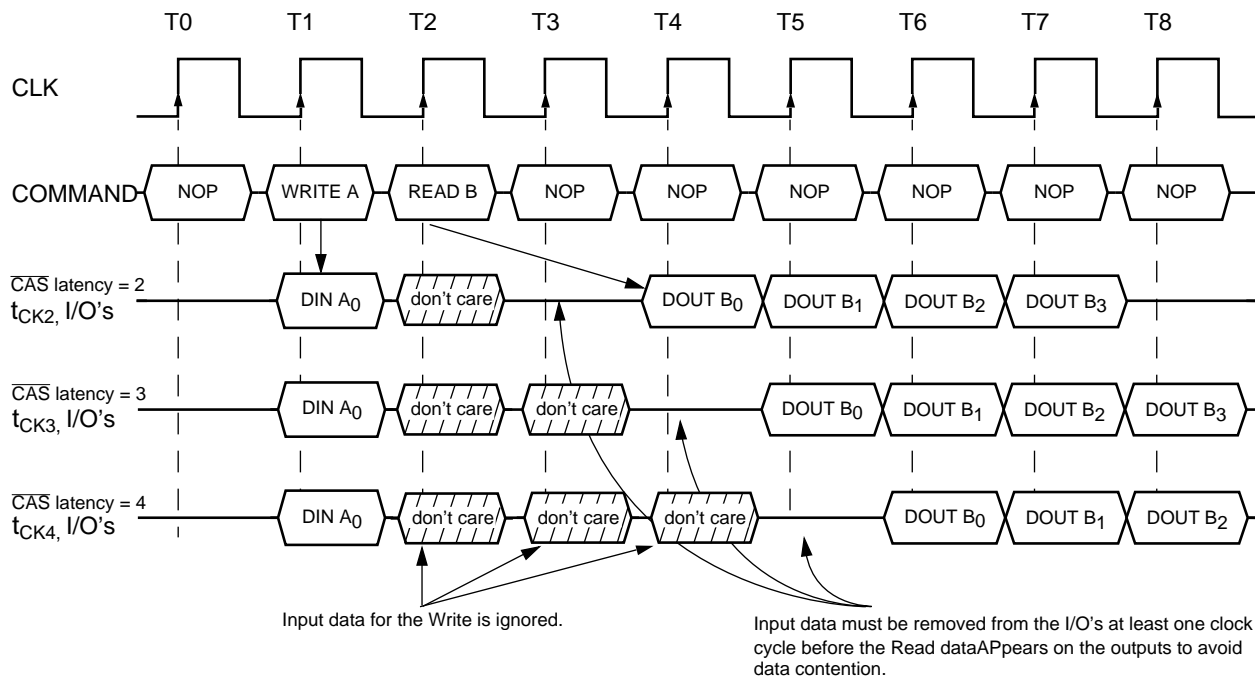 T0 T1 T2 T3 T4 T5 T6 T7 T8
CLK
COMMAND NOP WRITE A READ B NOP NOP NOP NOP NOP NOP
CAS latency = 2
tCK2, I/O's DIN A0 don't care DOUT B0 DOUT B1 DOUT B2 DOUT B3
CAS latency = 3
tCK3, I/O's DIN A0 don't care don't care DOUT B0 DOUT B1 DOUT B2 DOUT B3
CAS latency = 4
tCK4, I/O's DIN A0 don't care don't care don't care DOUT B0 DOUT B1 DOUT B2
Input data for the Write is ignored.
Input data must be removed from the I/O's at least one clock
cycle before the Read dataAPpears on the outputs to avoid
data contention.